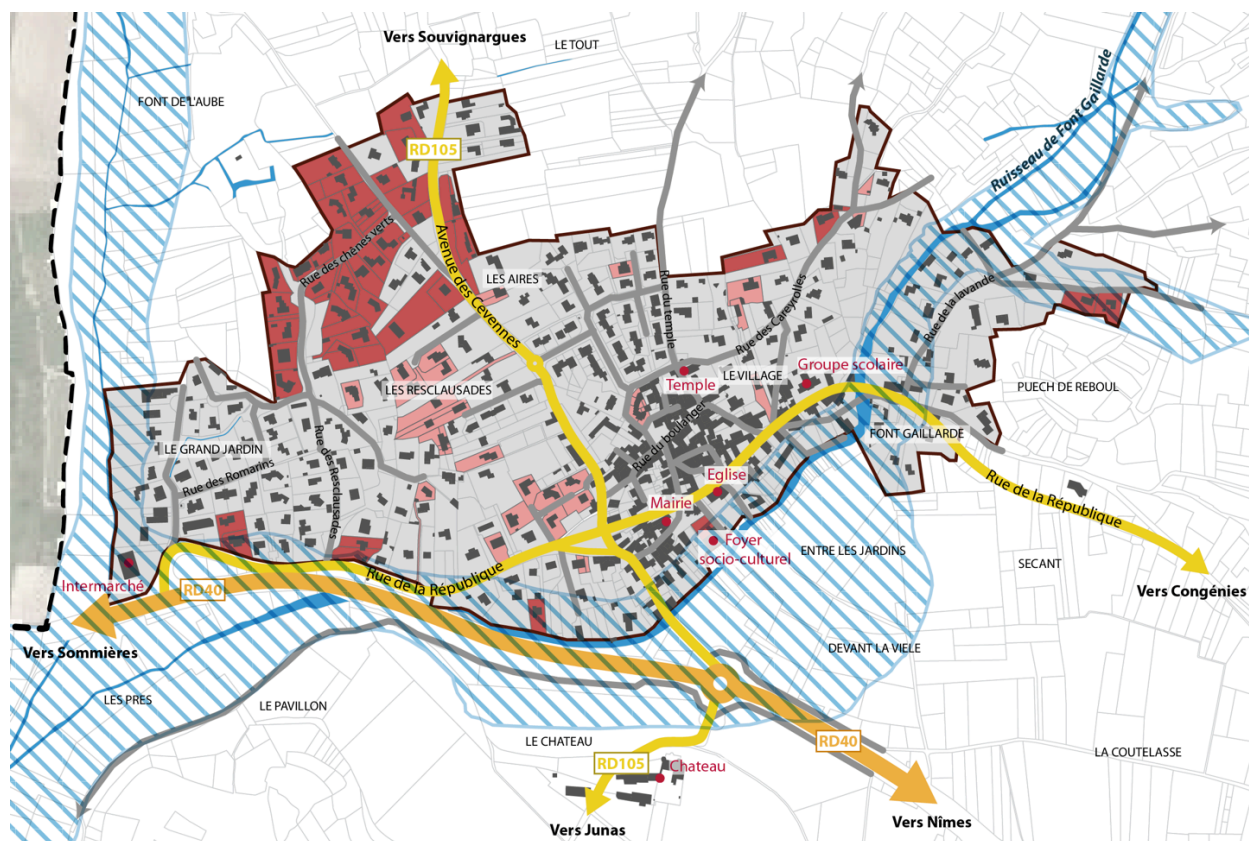 Vers Souvignargues
LE TOUT
FONT DE L'AUBE
RD105
Ruisseau de Font Gaillarde
Rue des chênes verts
Avenue des Cevennes
LES AIRES
Rue du temple
Rue des Careyrolles
Rue de la lavande
LES RESCLAUSADES
Temple
LE VILLAGE
Groupe scolaire
PUECH DE REBOUL
LE GRAND JARDIN
Rue des Romarins
Rue des Resclausades
Rue du boulanger
FONT GAILLARDE
Eglise
Mairie
Rue de la République
Foyer
socio-culturel
ENTRE LES JARDINS
SECANT
Intermarché
RD40
Rue de la République
Vers Congénies
Vers Sommières
DEVANT LA VIELE
LES PRES
LE PAVILLON
LE CHATEAU
RD40
LA COUTELASSE
RD105
Chateau
Vers Junas
Vers Nîmes